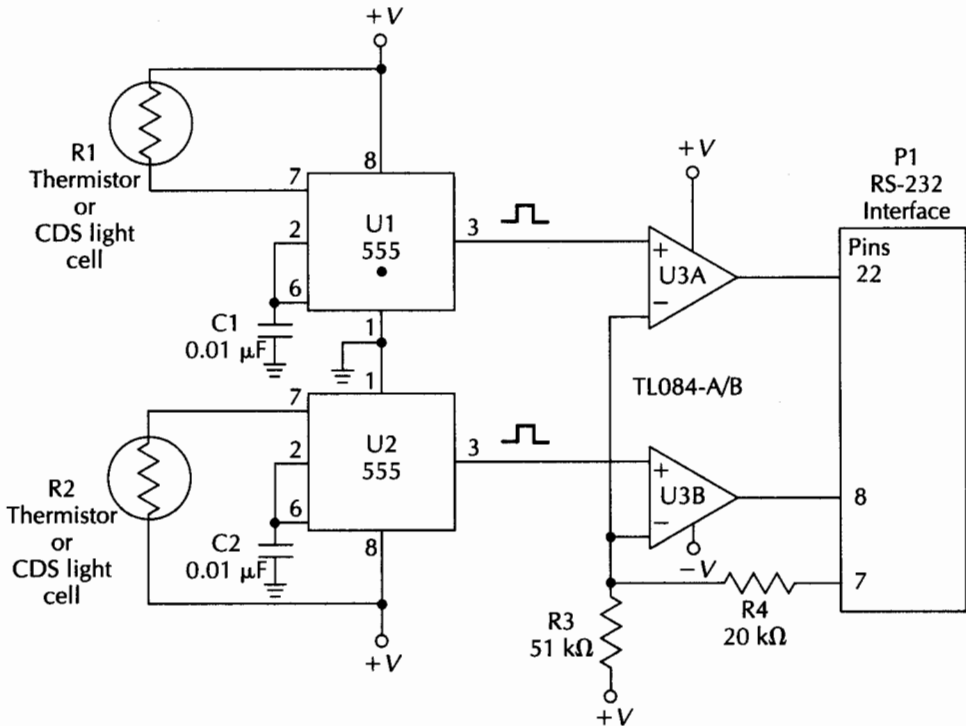 +V
R1
Thermistor
or
CDS light
cell
8
7
U1
555
2
3
6
C1
0.01 μF
1
+V
U3A
+
−
P1
RS-232
Interface
Pins
22
TL084-A/B
1
7
U2
555
2
3
6
8
R2
Thermistor
or
CDS light
cell
C2
0.01 μF
+V
+
−
U3B
−V
8
7
R4
20 kΩ
R3
51 kΩ
+V